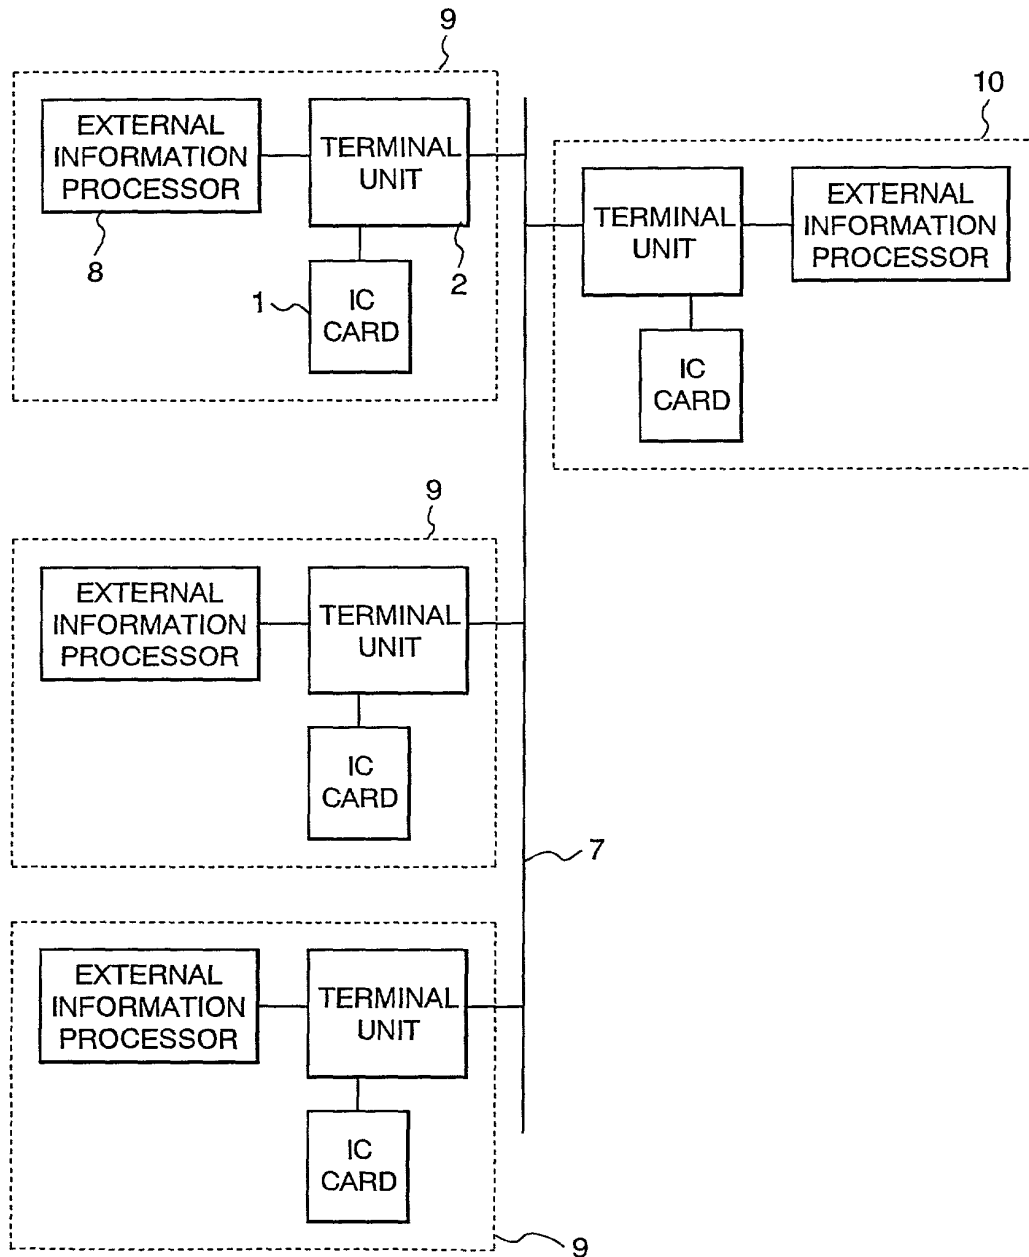 9
EXTERNAL
INFORMATION
PROCESSOR
TERMINAL
UNIT
8
2
1
IC
CARD
10
TERMINAL
UNIT
EXTERNAL
INFORMATION
PROCESSOR
IC
CARD
9
EXTERNAL
INFORMATION
PROCESSOR
TERMINAL
UNIT
IC
CARD
7
EXTERNAL
INFORMATION
PROCESSOR
TERMINAL
UNIT
IC
CARD
9